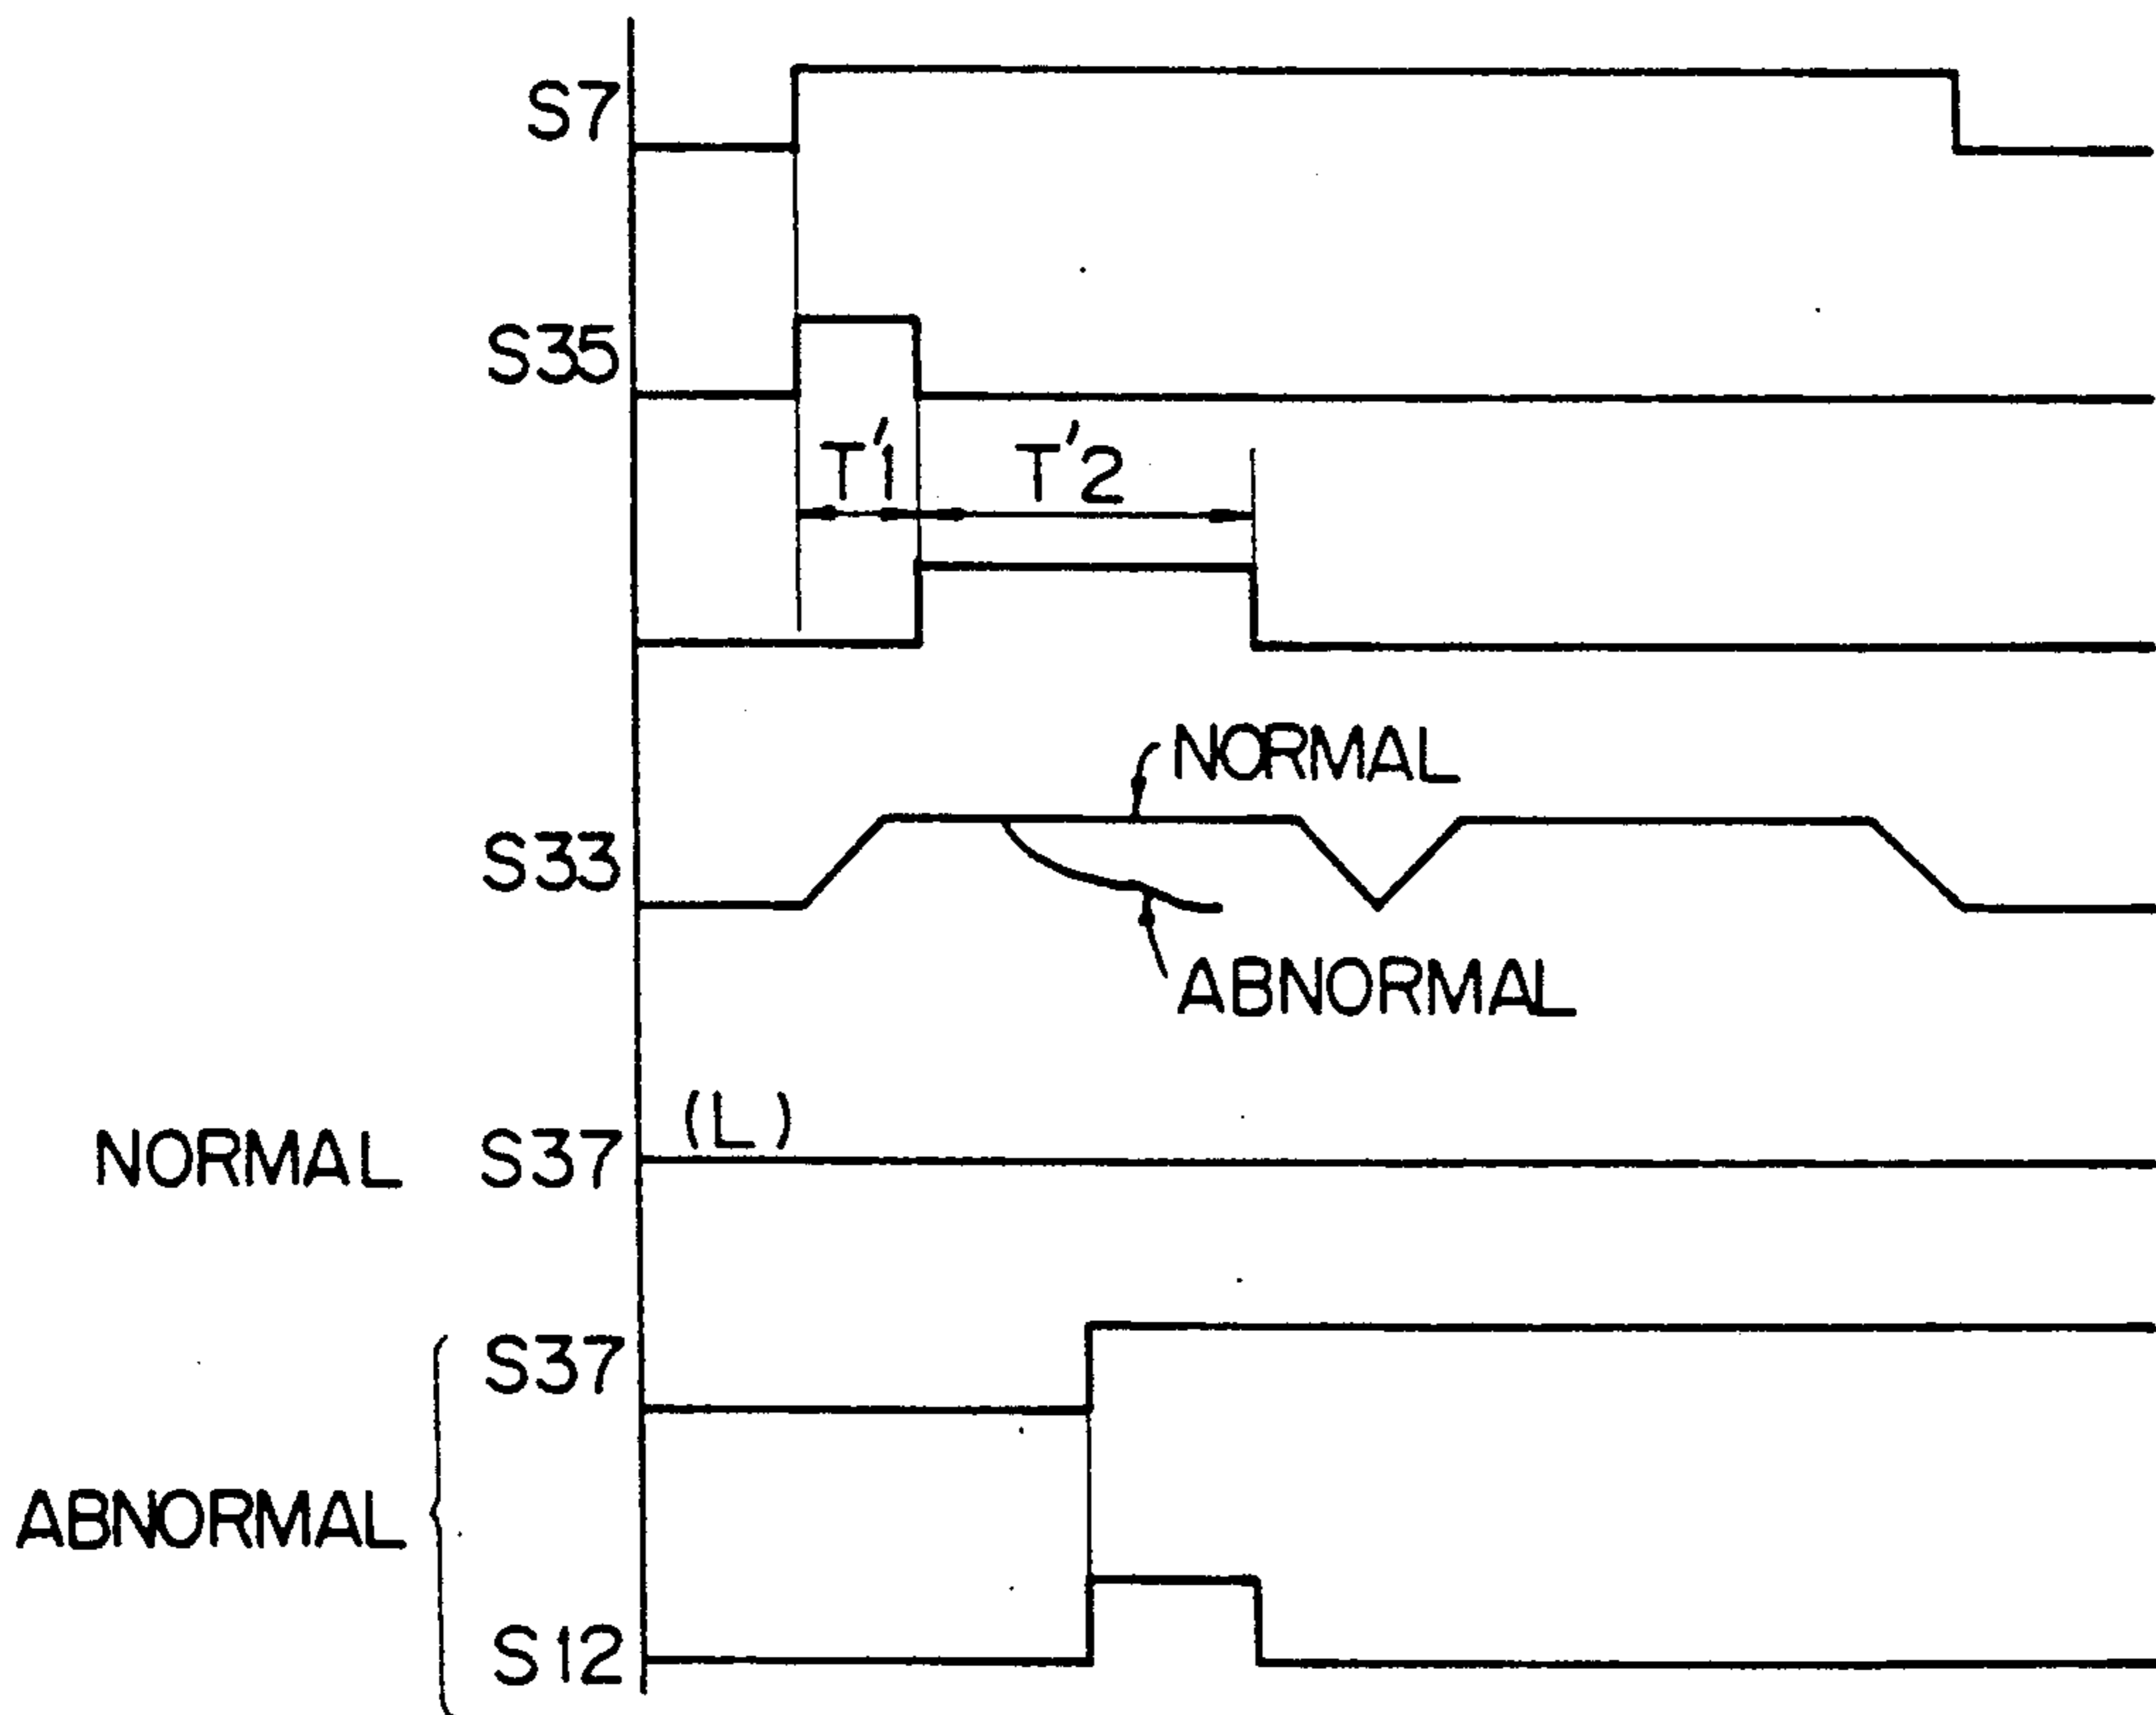 S7
S35
T'1 T'2
NORMAL
S33
ABNORMAL
(L)
NORMAL S37
S37
ABNORMAL
S12